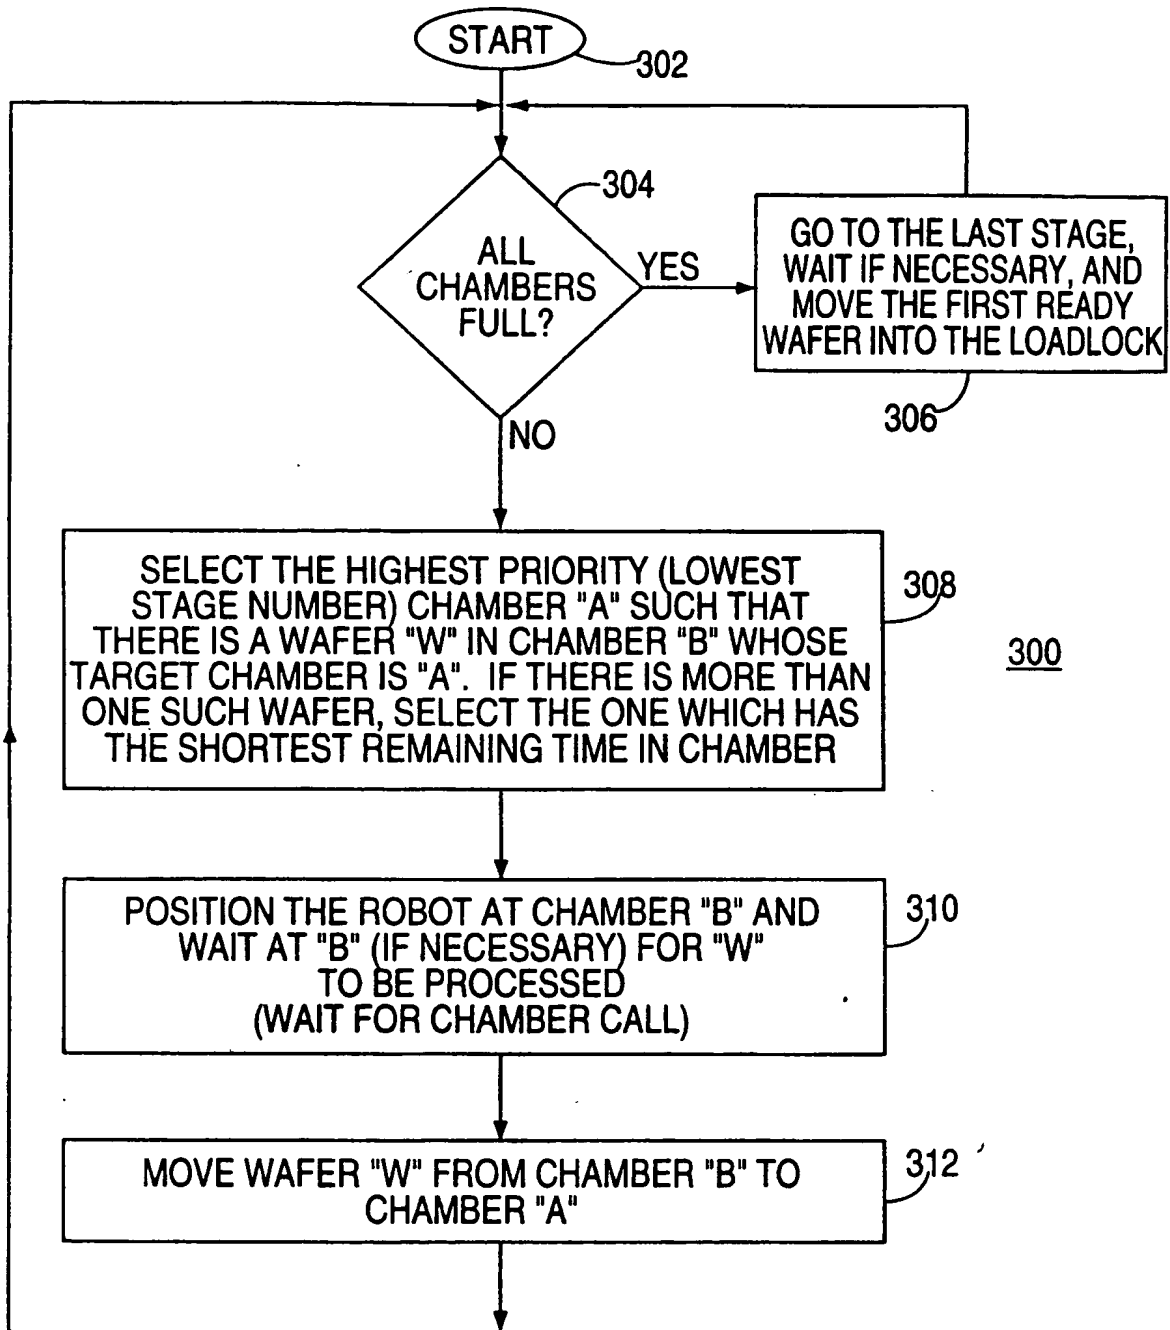 START
302
304
ALL
CHAMBERS
FULL?
YES
GO TO THE LAST STAGE,
WAIT IF NECESSARY, AND
MOVE THE FIRST READY
WAFER INTO THE LOADLOCK
306
NO
SELECT THE HIGHEST PRIORITY (LOWEST
STAGE NUMBER) CHAMBER "A" SUCH THAT
THERE IS A WAFER "W" IN CHAMBER "B" WHOSE
TARGET CHAMBER IS "A". IF THERE IS MORE THAN
ONE SUCH WAFER, SELECT THE ONE WHICH HAS
THE SHORTEST REMAINING TIME IN CHAMBER
308
300
POSITION THE ROBOT AT CHAMBER "B" AND
WAIT AT "B" (IF NECESSARY) FOR "W"
TO BE PROCESSED
(WAIT FOR CHAMBER CALL)
310
MOVE WAFER "W" FROM CHAMBER "B" TO
CHAMBER "A"
312